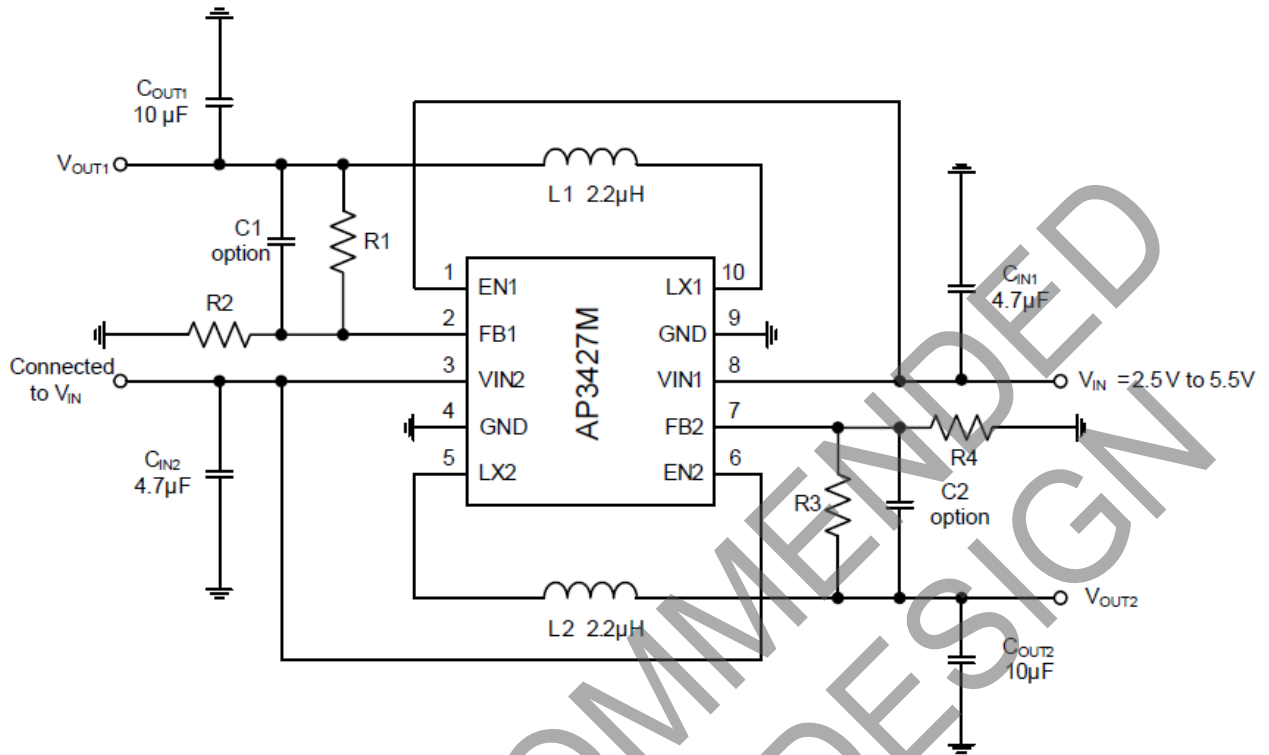 COUT1
10 µF
VOUT1
L1 2.2µH
C1
option
R1
CIN1
4.7µF
1
EN1
LX1
10
R2
2
FB1
GND
9
AP3427M
Connected
to VIN
3
VIN2
VIN1
8
VIN =2.5V to 5.5V
4
GND
FB2
7
R4
CIN2
4.7µF
5
LX2
EN2
6
R3
C2
option
L2 2.2µH
VOUT2
COUT2
10µF
OMMENDED
DESIGN